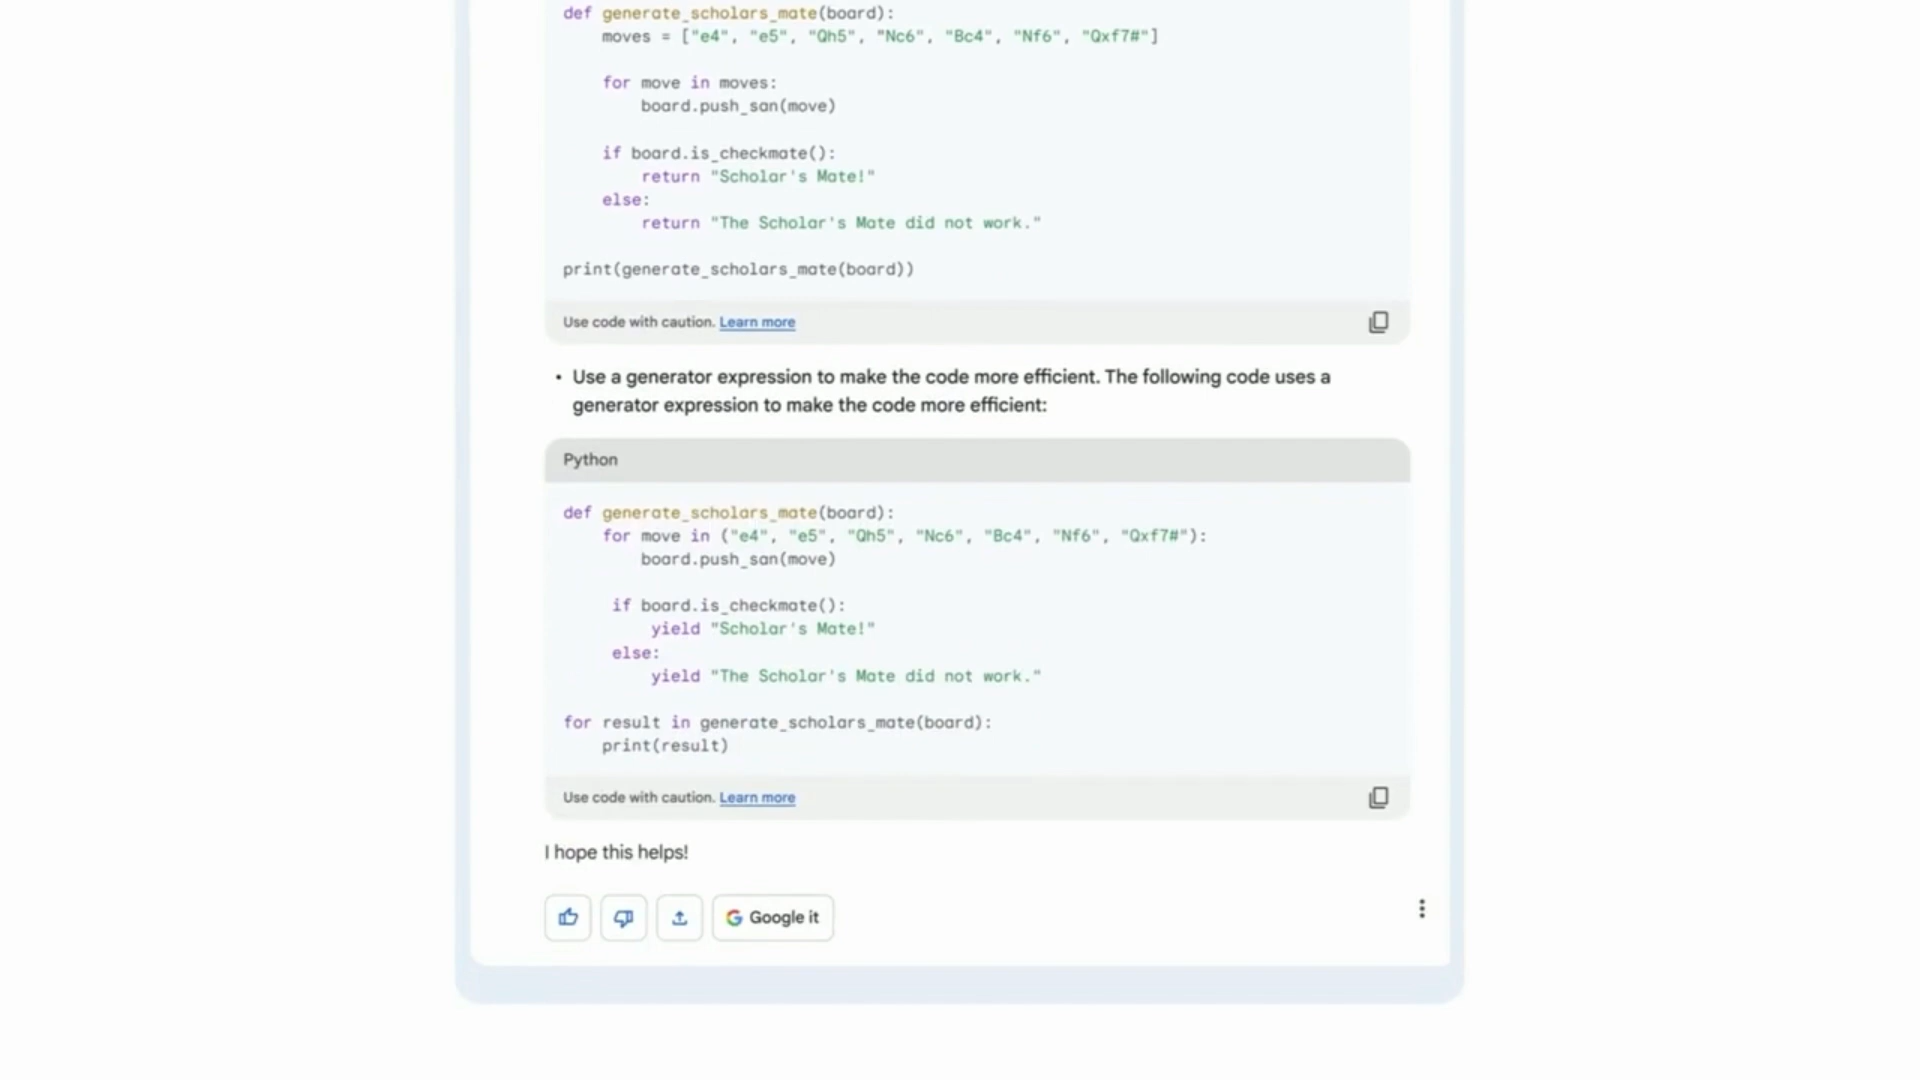 def generate_scholars_mate(board):
    moves = ["e4", "e5", "Qh5", "Nc6", "Bc4", "Nf6", "Qxf7#"]
    for move in moves:
        board.push_san(move)
    if board.is_checkmate():
        return "Scholar's Mate!"
    else:
        return "The Scholar's Mate did not work."
print(generate_scholars_mate(board))
Use code with caution. Learn more
• Use a generator expression to make the code more efficient. The following code uses a
generator expression to make the code more efficient:
Python
def generate_scholars_mate(board):
    for move in ("e4", "e5", "Qh5", "Nc6", "Bc4", "Nf6", "Qxf7#"):
        board.push_san(move)
     if board.is_checkmate():
         yield "Scholar's Mate!"
     else:
         yield "The Scholar's Mate did not work."
for result in generate_scholars_mate(board):
    print(result)
Use code with caution. Learn more
I hope this helps!
Google it